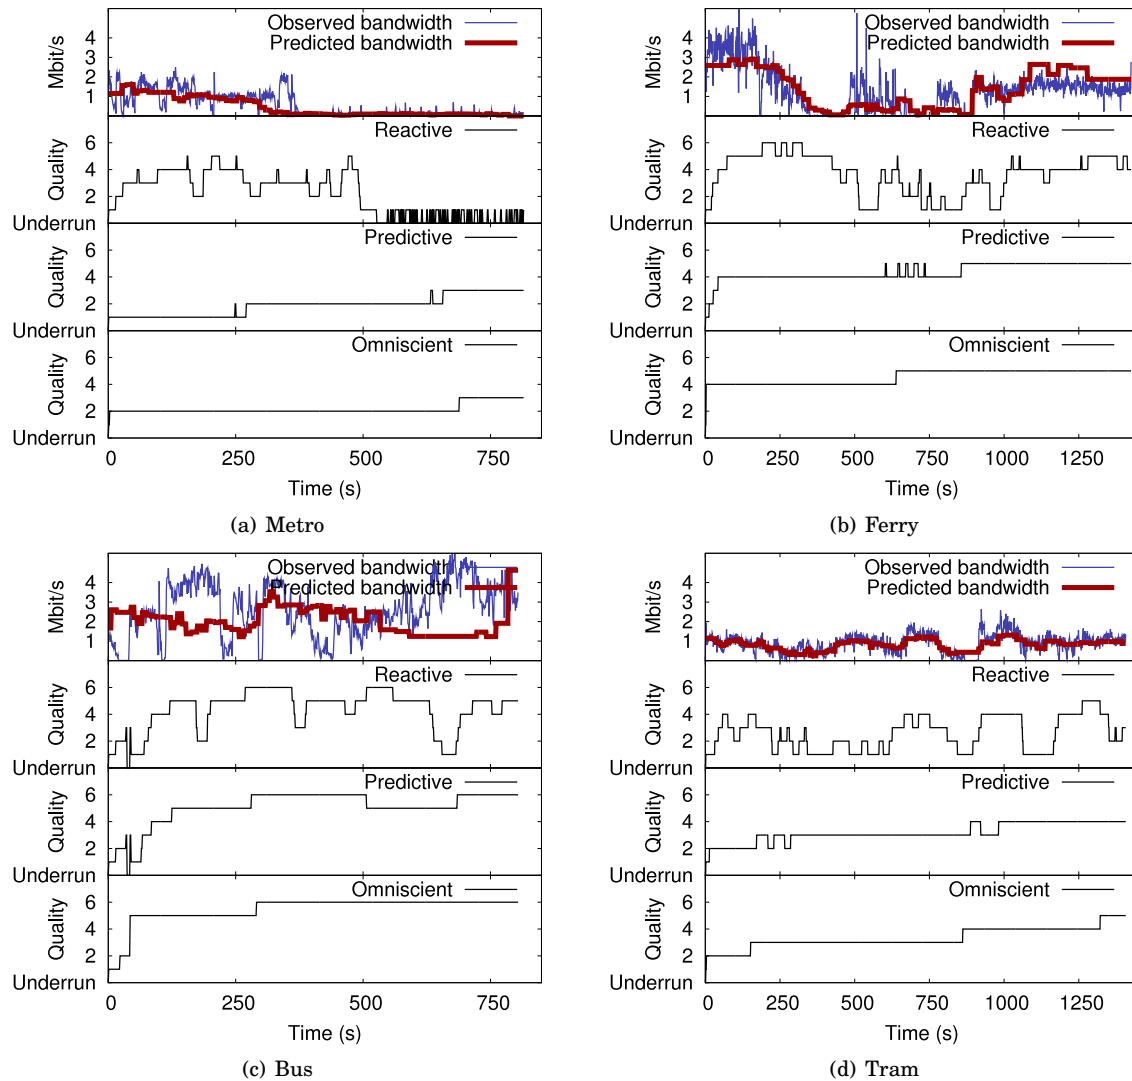 Observed bandwidth
Predicted bandwidth
Mbit/s
4
3
2
1
Reactive
Quality
6
4
2
Underrun
Predictive
Quality
6
4
2
Underrun
Omniscient
Quality
6
4
2
Underrun
0 250 500 750
Time (s)
(a) Metro
Observed bandwidth
Predicted bandwidth
Mbit/s
4
3
2
1
Reactive
Quality
6
4
2
Underrun
Predictive
Quality
6
4
2
Underrun
Omniscient
Quality
6
4
2
Underrun
0 250 500 750 1000 1250
Time (s)
(b) Ferry
Observed bandwidth
Predicted bandwidth
Mbit/s
4
3
2
1
Reactive
Quality
6
4
2
Underrun
Predictive
Quality
6
4
2
Underrun
Omniscient
Quality
6
4
2
Underrun
0 250 500 750
Time (s)
(c) Bus
Observed bandwidth
Predicted bandwidth
Mbit/s
4
3
2
1
Reactive
Quality
6
4
2
Underrun
Predictive
Quality
6
4
2
Underrun
Omniscient
Quality
6
4
2
Underrun
0 250 500 750 1000 1250
Time (s)
(d) Tram